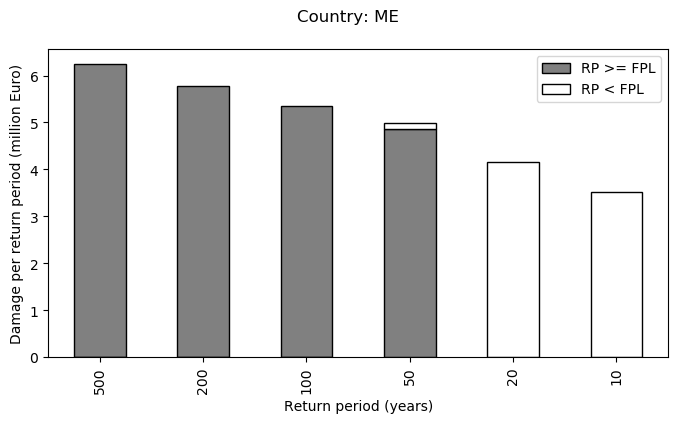 Country: ME
RP >= FPL
RP < FPL
Damage per return period (million Euro)
6
5
4
3
2
1
0
500
200
100
50
20
10
Return period (years)